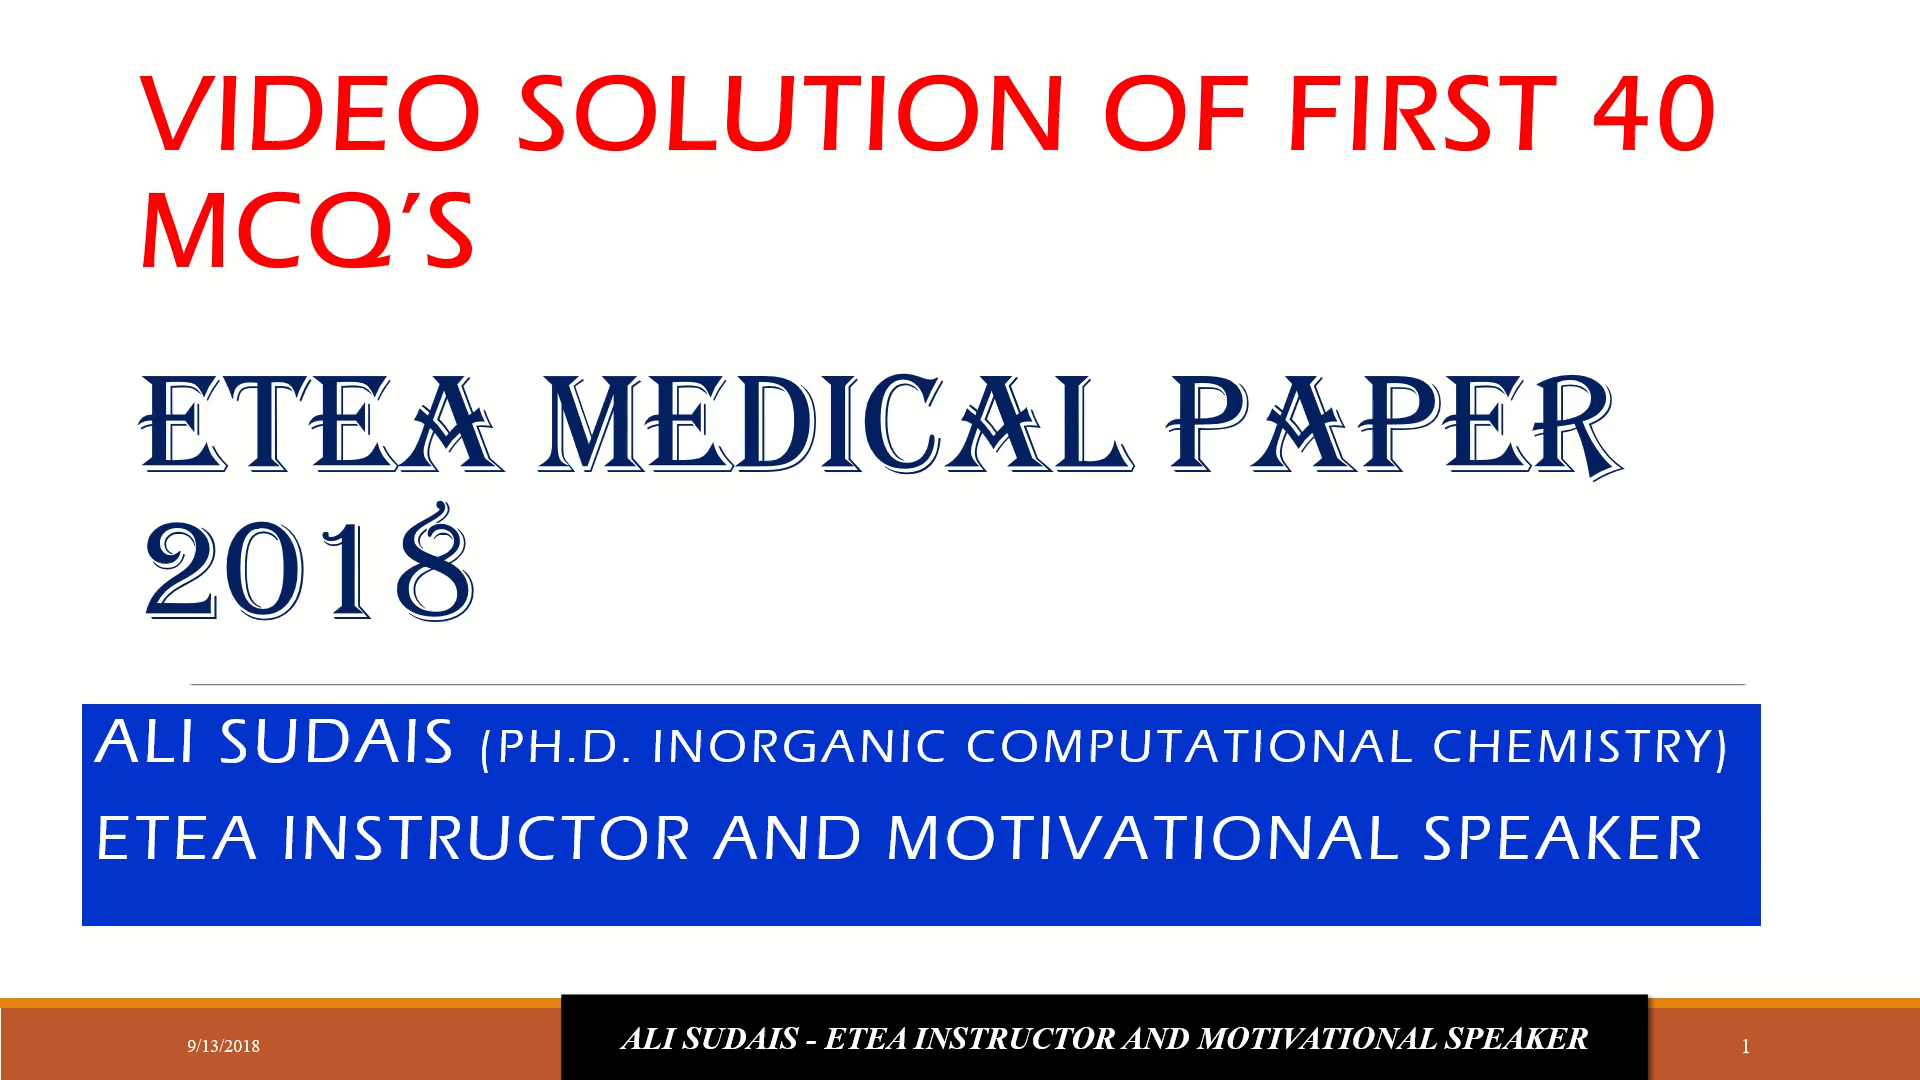 VIDEO SOLUTION OF FIRST 40
MCQ’S
ETEA MEDICAL PAPER
2018
ALI SUDAIS (PH.D. INORGANIC COMPUTATIONAL CHEMISTRY)
ETEA INSTRUCTOR AND MOTIVATIONAL SPEAKER
9/13/2018
ALI SUDAIS - ETEA INSTRUCTOR AND MOTIVATIONAL SPEAKER
1